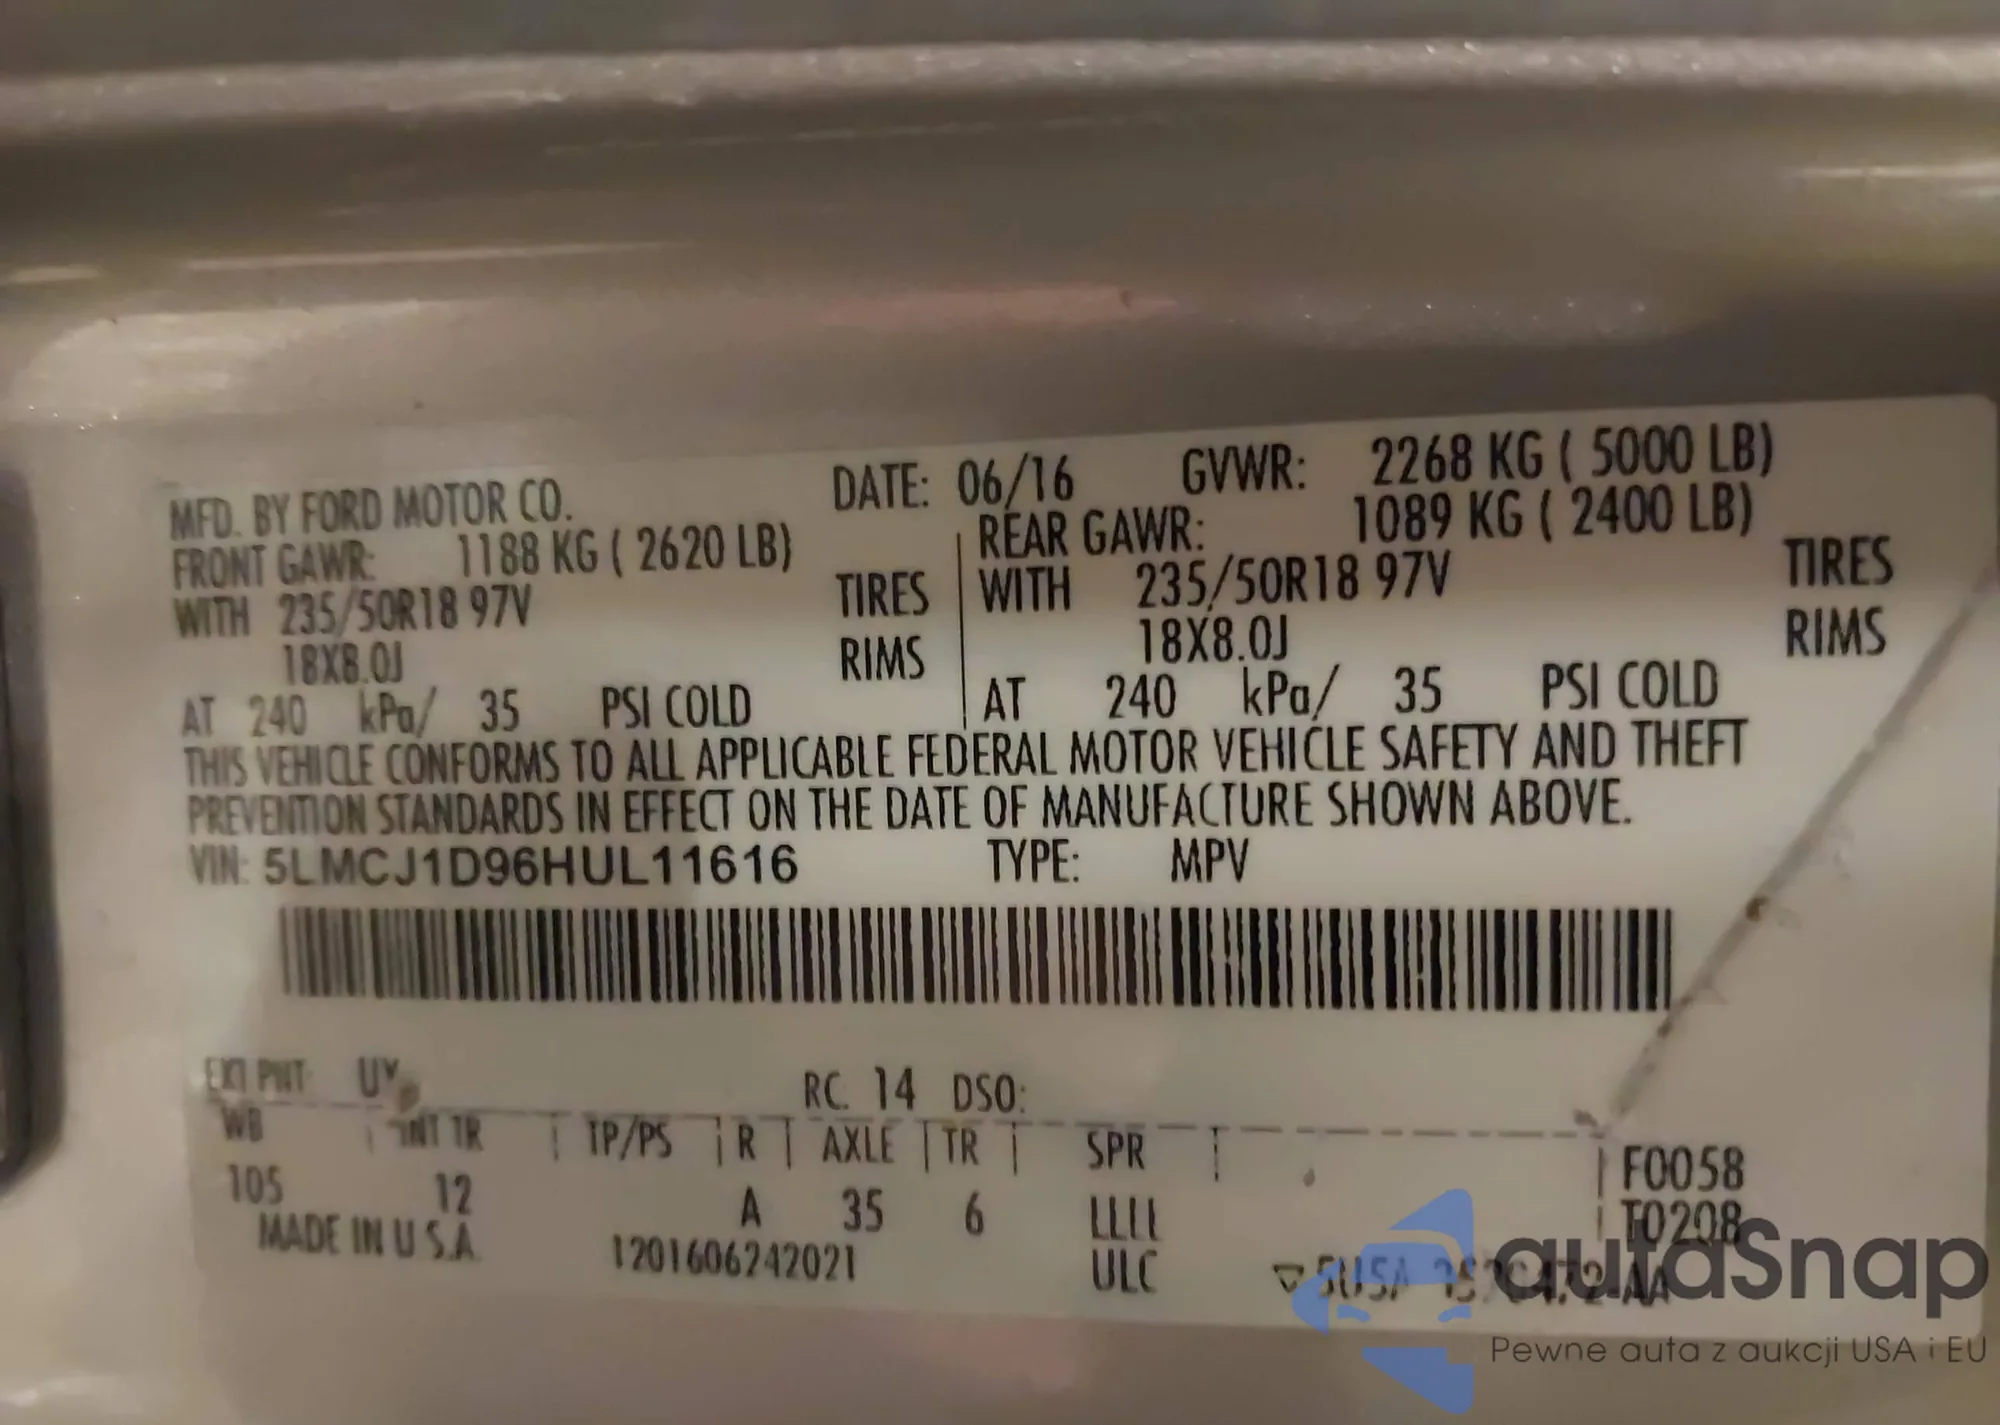 MFD. BY FORD MOTOR CO. DATE: 06/16 GVWR: 2268 KG ( 5000 LB)
FRONT GAWR: 1188 KG ( 2620 LB) REAR GAWR: 1089 KG ( 2400 LB)
WITH 235/50R18 97V TIRES WITH 235/50R18 97V TIRES
18X8.0J RIMS 18X8.0J RIMS
AT 240 kPa/ 35 PSI COLD AT 240 kPa/ 35 PSI COLD
THIS VEHICLE CONFORMS TO ALL APPLICABLE FEDERAL MOTOR VEHICLE SAFETY AND THEFT
PREVENTION STANDARDS IN EFFECT ON THE DATE OF MANUFACTURE SHOWN ABOVE.
VIN: 5LMCJ1D96HUL11616 TYPE: MPV
EXT PNT: RC. 14 DSO:
WB INT TR TP/PS R AXLE TR SPR F0058
105 12 A 35 6 T0208
MADE IN U.S.A. 1201606242021 ULC
autaSnap
Pewne auta z aukcji USA i EU